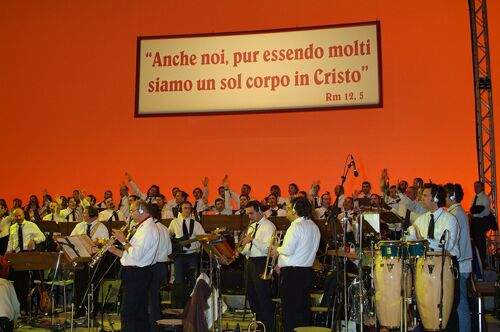 “Anche noi, pur essendo molti
siamo un sol corpo in Cristo”
Rm 12, 5